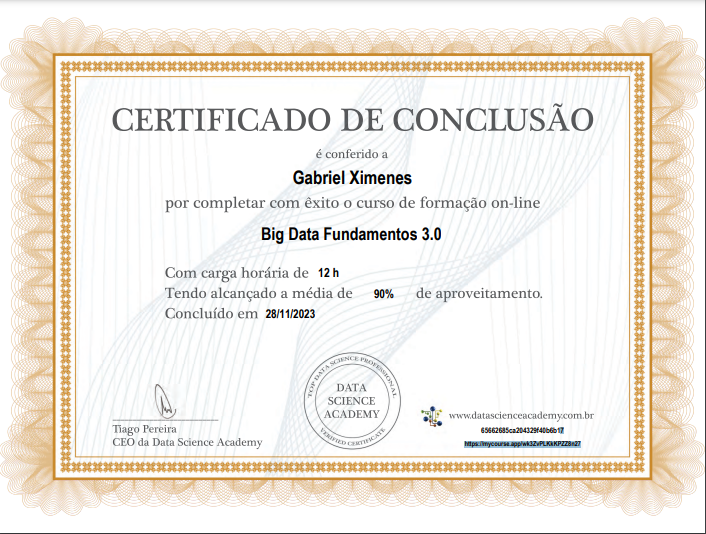 CERTIFICADO DE CONCLUSÃO
é conferido a
Gabriel Ximenes
por completar com êxito o curso de formação on-line
Big Data Fundamentos 3.0
Com carga horária de 12 h
Tendo alcançado a média de 90% de aproveitamento.
Concluído em 28/11/2023
TOP DATA SCIENCE PROFESSIONAL
DATA
SCIENCE
ACADEMY
VERIFIED CERTIFICATE
Tiago Pereira
CEO da Data Science Academy
www.datascienceacademy.com.br
65662685ca204329f40b6b17
https://mycourse.app/wk3ZvPLKkKPZZ8n27